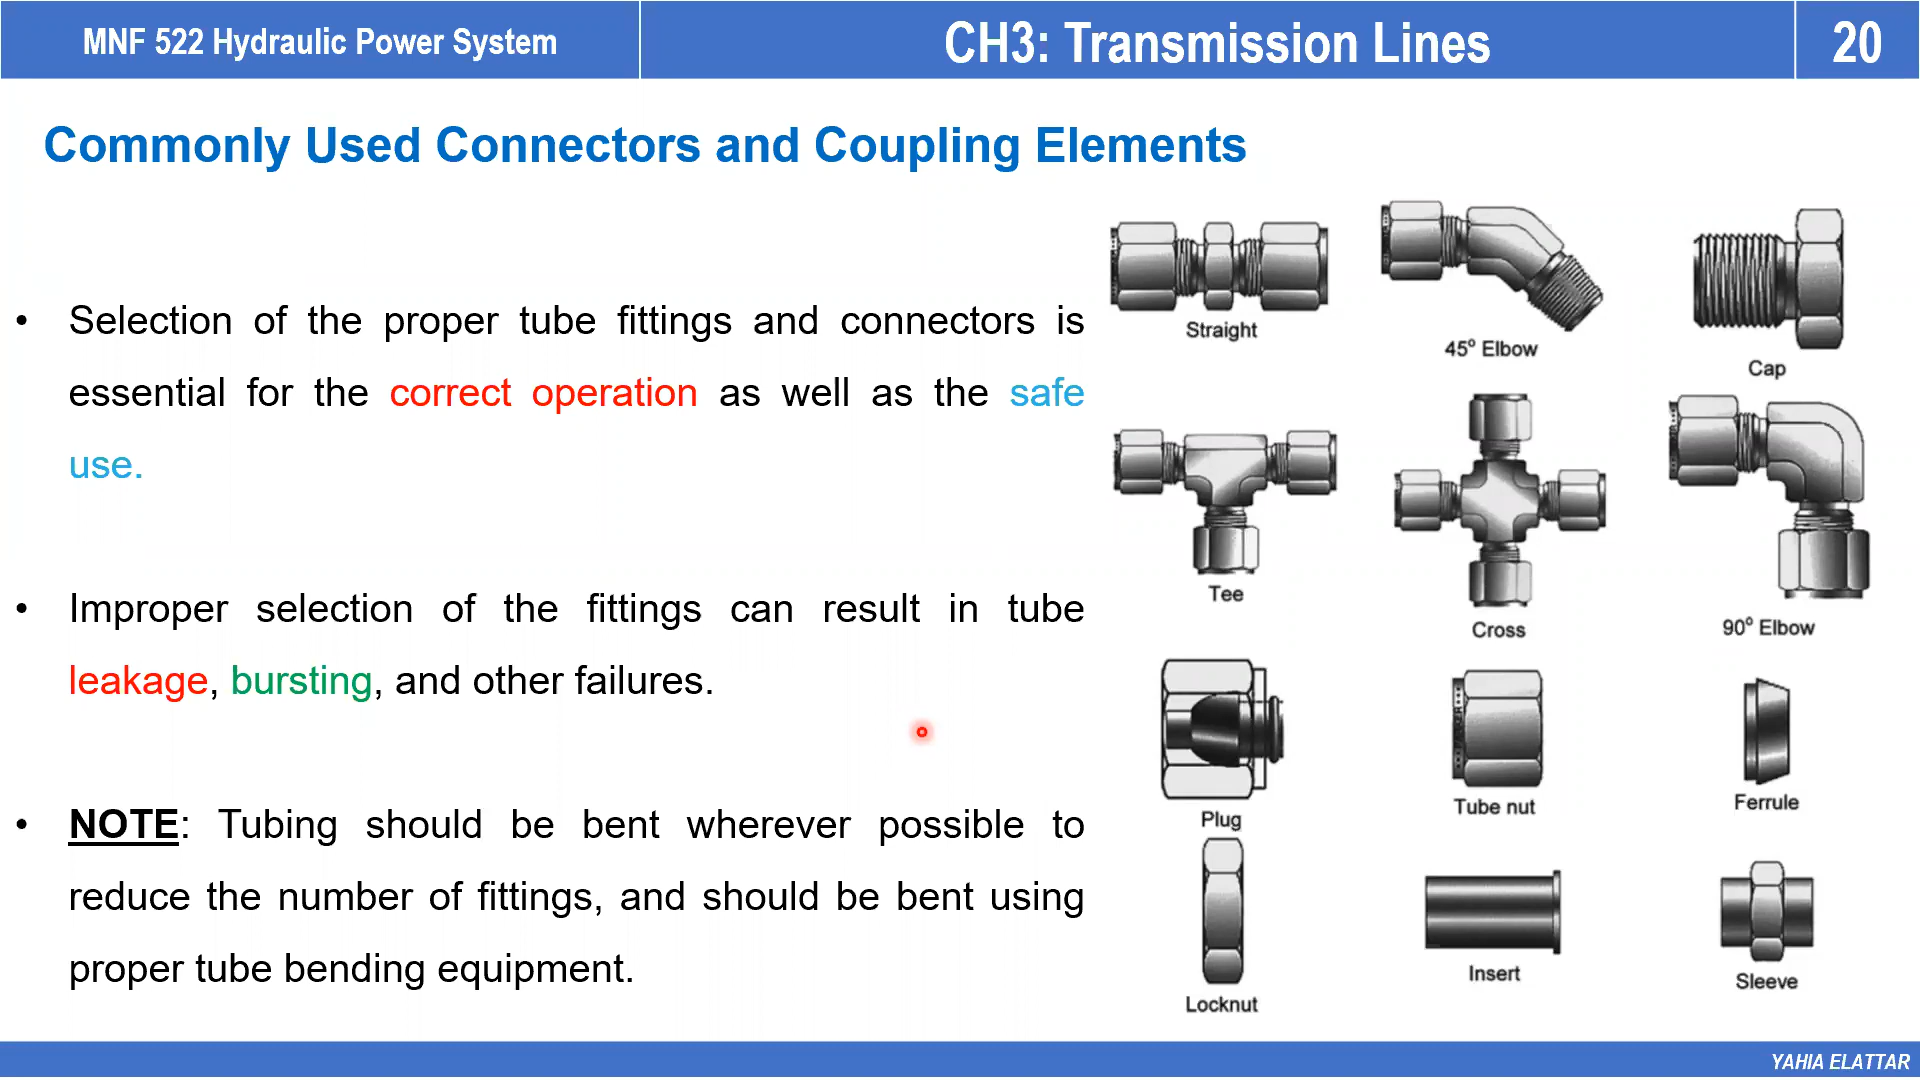 MNF 522 Hydraulic Power System
CH3: Transmission Lines
20
Commonly Used Connectors and Coupling Elements
• Selection of the proper tube fittings and connectors is
essential for the correct operation as well as the safe
use.
• Improper selection of the fittings can result in tube
leakage, bursting, and other failures.
• NOTE: Tubing should be bent wherever possible to
reduce the number of fittings, and should be bent using
proper tube bending equipment.
Straight
45° Elbow
Cap
Tee
Cross
90° Elbow
Plug
Tube nut
Ferrule
Locknut
Insert
Sleeve
YAHIA ELATTAR